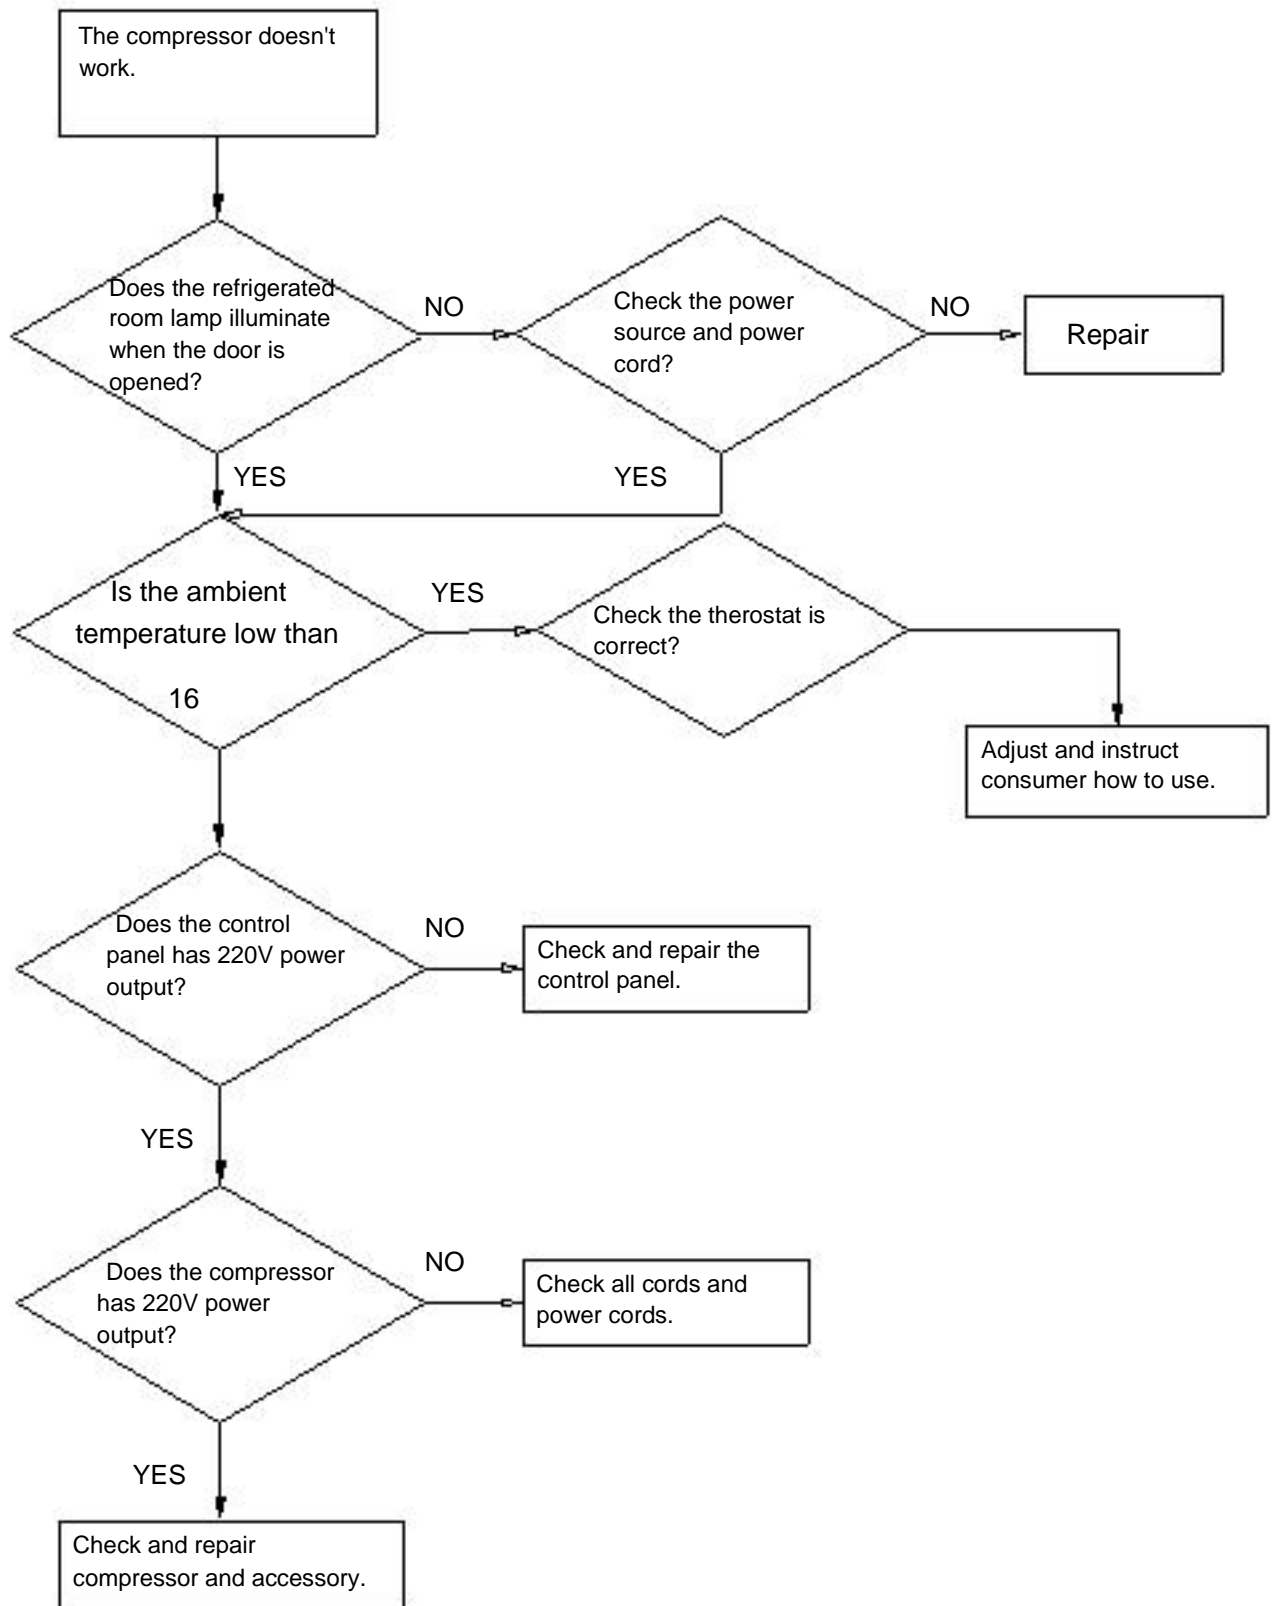 The compressor doesn't
work.
Does the refrigerated
room lamp illuminate
when the door is
opened?
NO
Check the power
source and power
cord?
NO
Repair
YES
YES
Is the ambient
temperature low than
16
YES
Check the therostat is
correct?
Adjust and instruct
consumer how to use.
Does the control
panel has 220V power
output?
NO
Check and repair the
control panel.
YES
Does the compressor
has 220V power
output?
NO
Check all cords and
power cords.
YES
Check and repair
compressor and accessory.